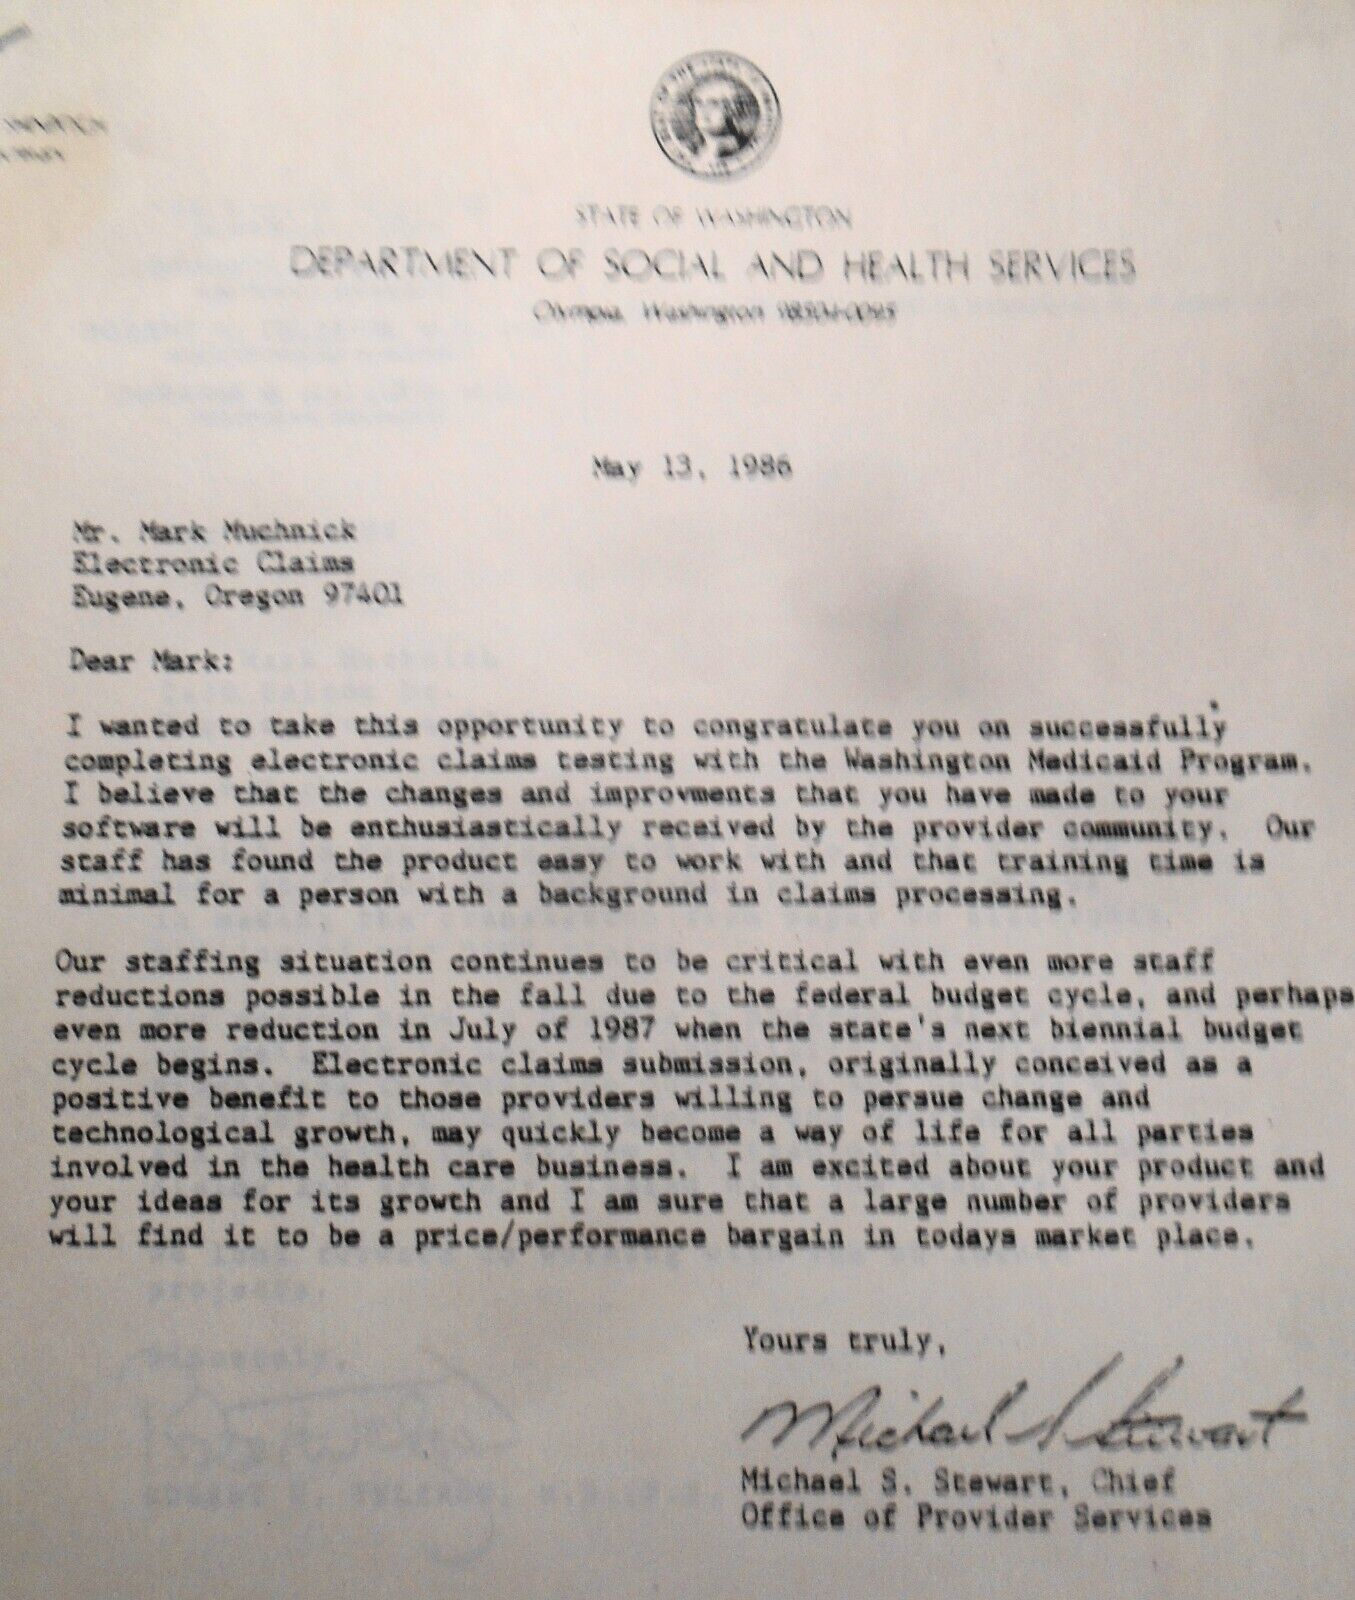 STATE OF WASHINGTON
DEPARTMENT OF SOCIAL AND HEALTH SERVICES
Olympia, Washington 98504-0095
May 13, 1986
Mr. Mark Muchnick
Electronic Claims
Eugene, Oregon 97401
Dear Mark:
I wanted to take this opportunity to congratulate you on successfully
completing electronic claims testing with the Washington Medicaid Program.
I believe that the changes and improvments that you have made to your
software will be enthusiastically received by the provider community. Our
staff has found the product easy to work with and that training time is
minimal for a person with a background in claims processing.
Our staffing situation continues to be critical with even more staff
reductions possible in the fall due to the federal budget cycle, and perhaps
even more reduction in July of 1987 when the state's next biennial budget
cycle begins. Electronic claims submission, originally conceived as a
positive benefit to those providers willing to persue change and
technological growth, may quickly become a way of life for all parties
involved in the health care business. I am excited about your product and
your ideas for its growth and I am sure that a large number of providers
will find it to be a price/performance bargain in todays market place.
projects.
Yours truly,
Michael S. Stewart
Michael S. Stewart, Chief
Office of Provider Services